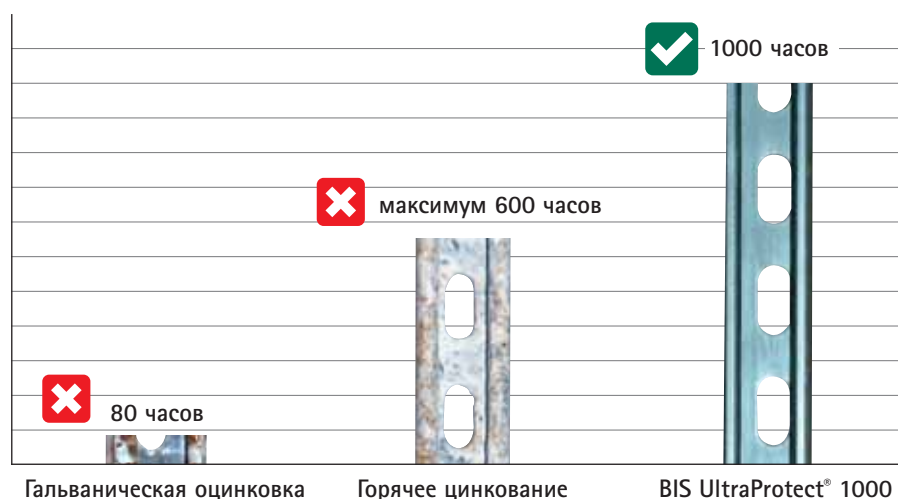 1000 часов
максимум 600 часов
80 часов
Гальваническая оцинковка
Горячее цинкование
BIS UltraProtect® 1000